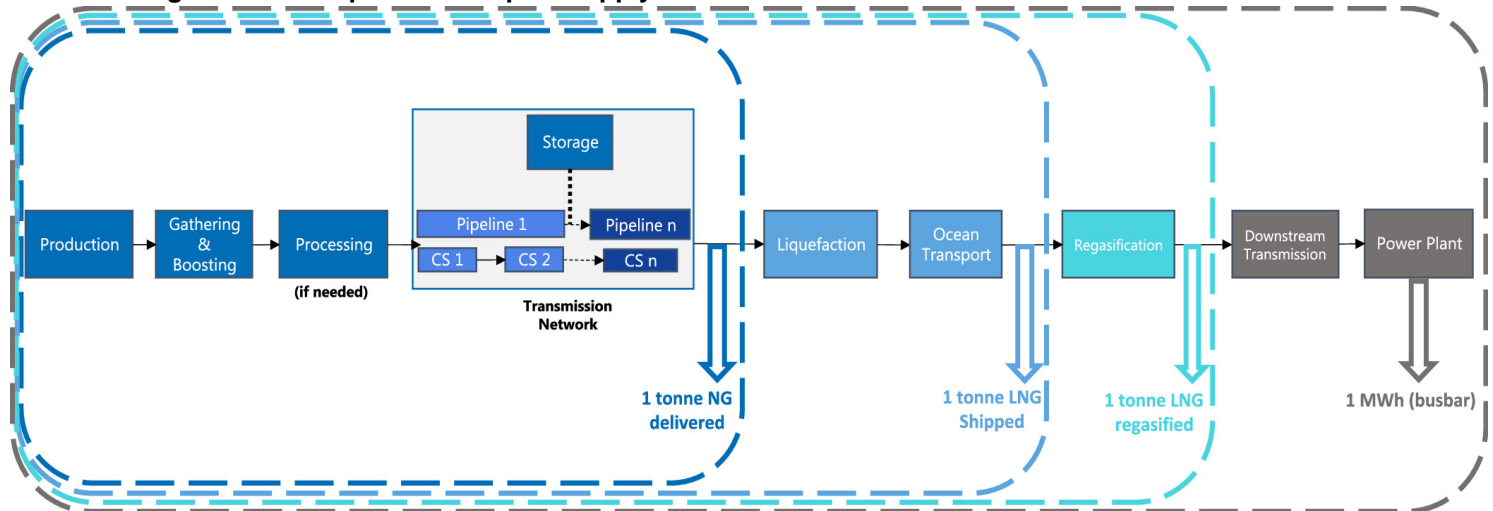 Storage
Pipeline 1
Pipeline n
CS 1
CS 2
CS n
Production
Gathering
&
Boosting
Processing
(if needed)
Transmission
Network
Liquefaction
Ocean
Transport
Regasification
Downstream
Transmission
Power Plant
1 tonne NG
delivered
1 tonne LNG
Shipped
1 tonne LNG
regasified
1 MWh (busbar)